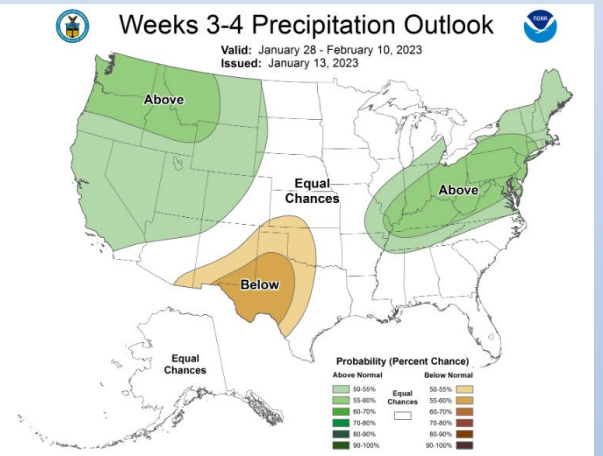 Weeks 3-4 Precipitation Outlook
Valid: January 28 - February 10, 2023
Issued: January 13, 2023
NOAA
Above
Equal
Chances
Above
Below
Equal
Chances
Probability (Percent Chance)
Above Normal
Below Normal
50-55%
55-60%
60-70%
70-80%
80-90%
90-100%
Equal
Chances
50-55%
55-60%
60-70%
70-80%
80-90%
90-100%